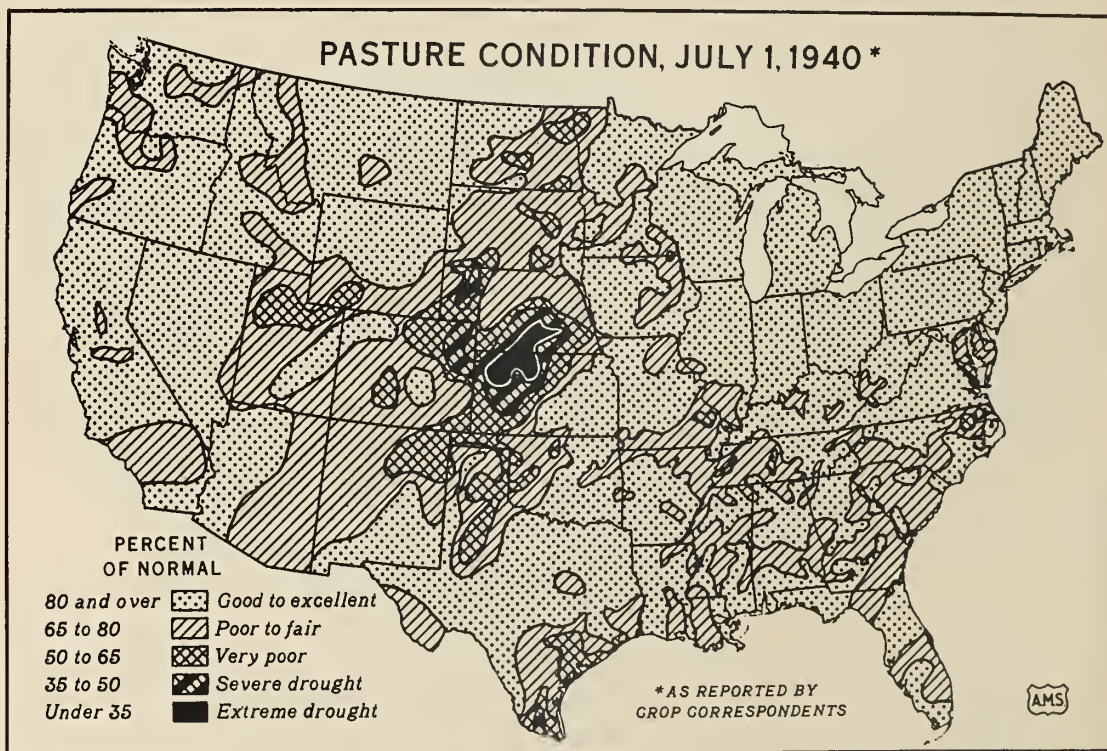 PASTURE CONDITION, JULY 1, 1940 *
PERCENT
OF NORMAL
80 and over Good to excellent
65 to 80 Poor to fair
50 to 65 Very poor
35 to 50 Severe drought
Under 35 Extreme drought
*AS REPORTED BY
CROP CORRESPONDENTS
A.M.S.